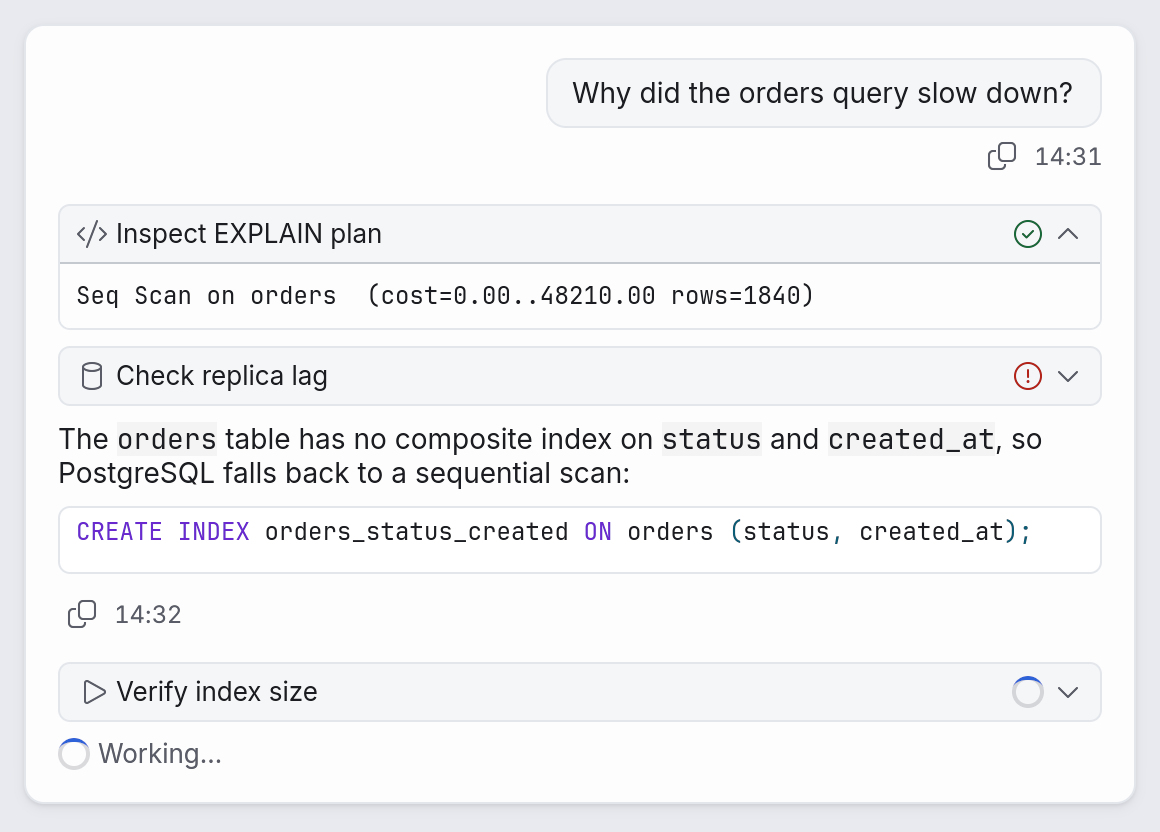 Why did the orders query slow down?
14:31
Inspect EXPLAIN plan
Seq Scan on orders  (cost=0.00..48210.00 rows=1840)
Check replica lag
The orders table has no composite index on status and created_at, so
PostgreSQL falls back to a sequential scan:
CREATE INDEX orders_status_created ON orders (status, created_at);
14:32
Verify index size
Working...